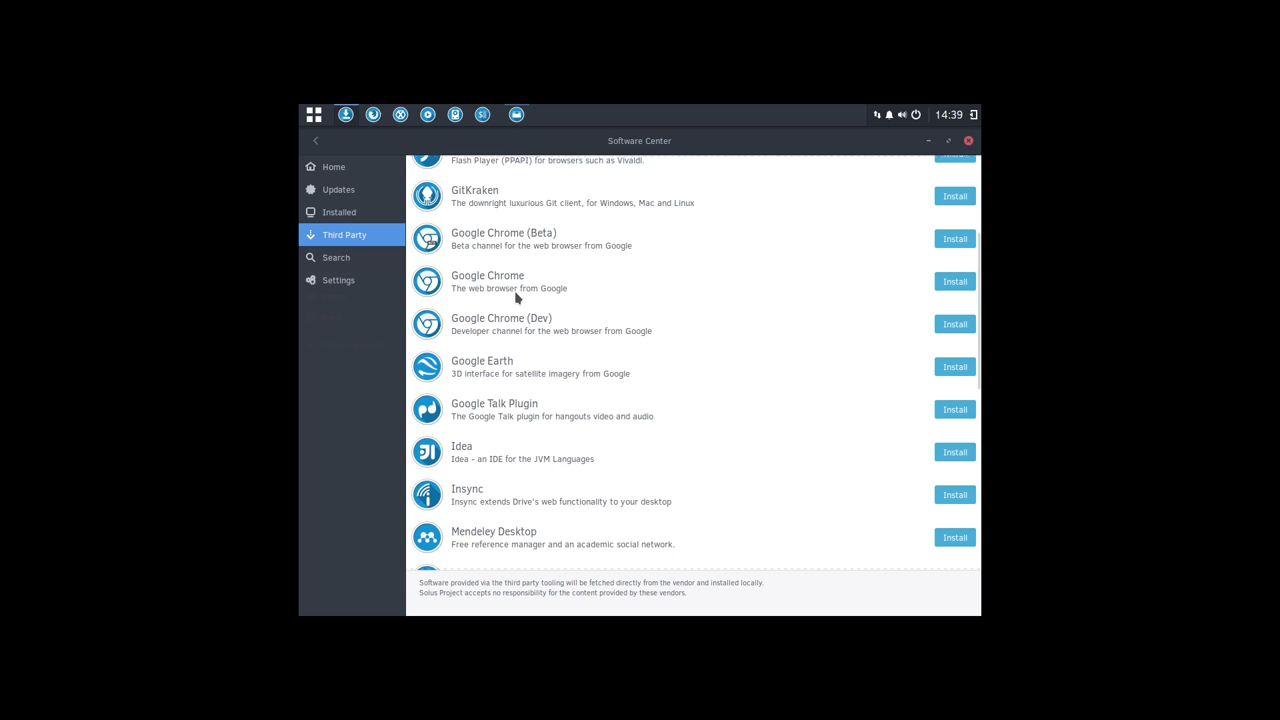 14:39
Software Center
Home
Updates
Installed
Third Party
Search
Settings
Flash Player (PPAPI) for browsers such as Vivaldi.
GitKraken
The downright luxurious Git client, for Windows, Mac and Linux
Install
Google Chrome (Beta)
Beta channel for the web browser from Google
Install
Google Chrome
The web browser from Google
Install
Google Chrome (Dev)
Developer channel for the web browser from Google
Install
Google Earth
3D interface for satellite imagery from Google
Install
Google Talk Plugin
The Google Talk plugin for hangouts video and audio
Install
Idea
Idea - an IDE for the JVM Languages
Install
Insync
Insync extends Drive's web functionality to your desktop
Install
Mendeley Desktop
Free reference manager and an academic social network.
Install
Software provided via the third party tooling will be fetched directly from the vendor and installed locally.
Solus Project accepts no responsibility for the content provided by these vendors.